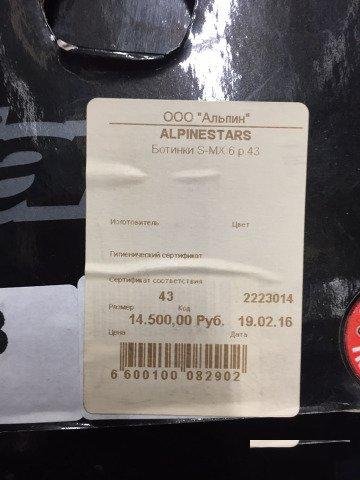 ООО "Альпин"
ALPINESTARS
Ботинки S-MX 6 р.43
Изготовитель Цвет
Гигиенический сертификат
Сертификат соответствия
43 2223014
Размер Код
14.500,00 Руб. 19.02.16
Цена Дата
6 600100 082902